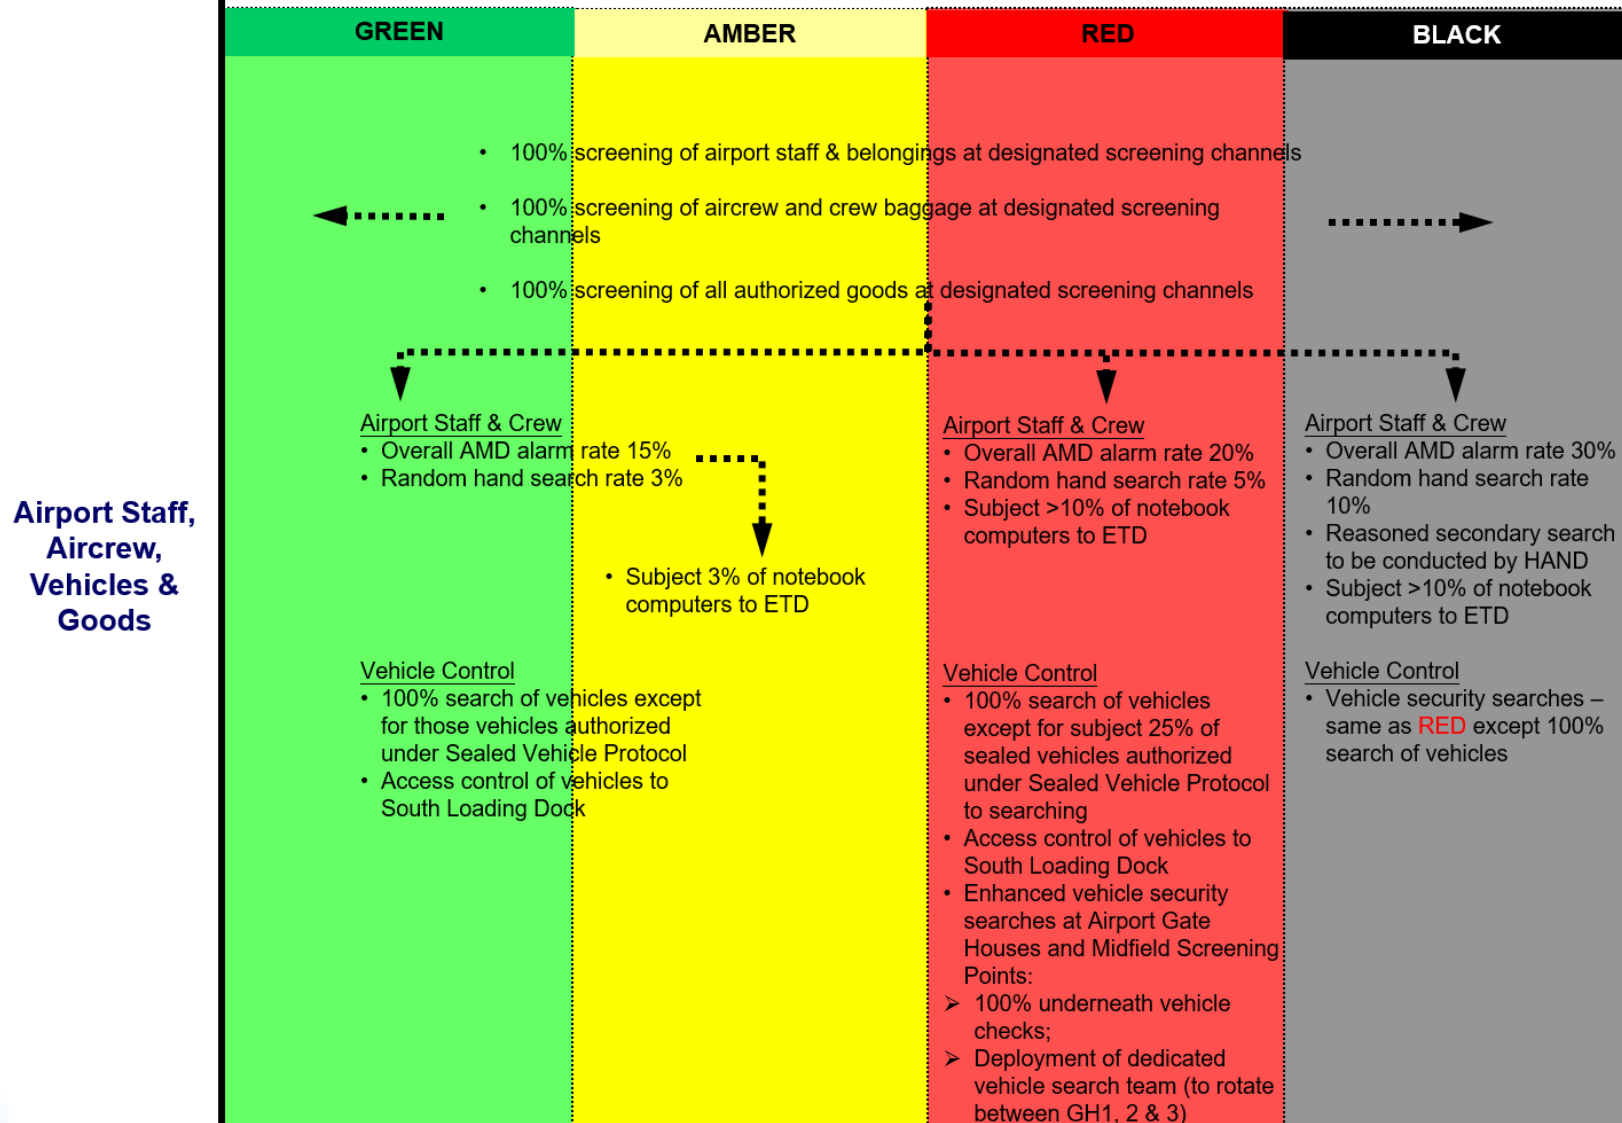 GREEN
AMBER
RED
BLACK
Airport Staff,
Aircrew,
Vehicles &
Goods
• 100% screening of airport staff & belongings at designated screening channels
• 100% screening of aircrew and crew baggage at designated screening
channels
• 100% screening of all authorized goods at designated screening channels
Airport Staff & Crew
• Overall AMD alarm rate 15%
• Random hand search rate 3%
• Subject 3% of notebook
computers to ETD
Vehicle Control
• 100% search of vehicles except
for those vehicles authorized
under Sealed Vehicle Protocol
• Access control of vehicles to
South Loading Dock
Airport Staff & Crew
• Overall AMD alarm rate 20%
• Random hand search rate 5%
• Subject >10% of notebook
computers to ETD
Vehicle Control
• 100% search of vehicles
except for subject 25% of
sealed vehicles authorized
under Sealed Vehicle Protocol
to searching
• Access control of vehicles to
South Loading Dock
• Enhanced vehicle security
searches at Airport Gate
Houses and Midfield Screening
Points:
➢ 100% underneath vehicle
checks;
➢ Deployment of dedicated
vehicle search team (to rotate
between GH1, 2 & 3)
Airport Staff & Crew
• Overall AMD alarm rate 30%
• Random hand search rate
10%
• Reasoned secondary search
to be conducted by HAND
• Subject >10% of notebook
computers to ETD
Vehicle Control
• Vehicle security searches –
same as RED except 100%
search of vehicles